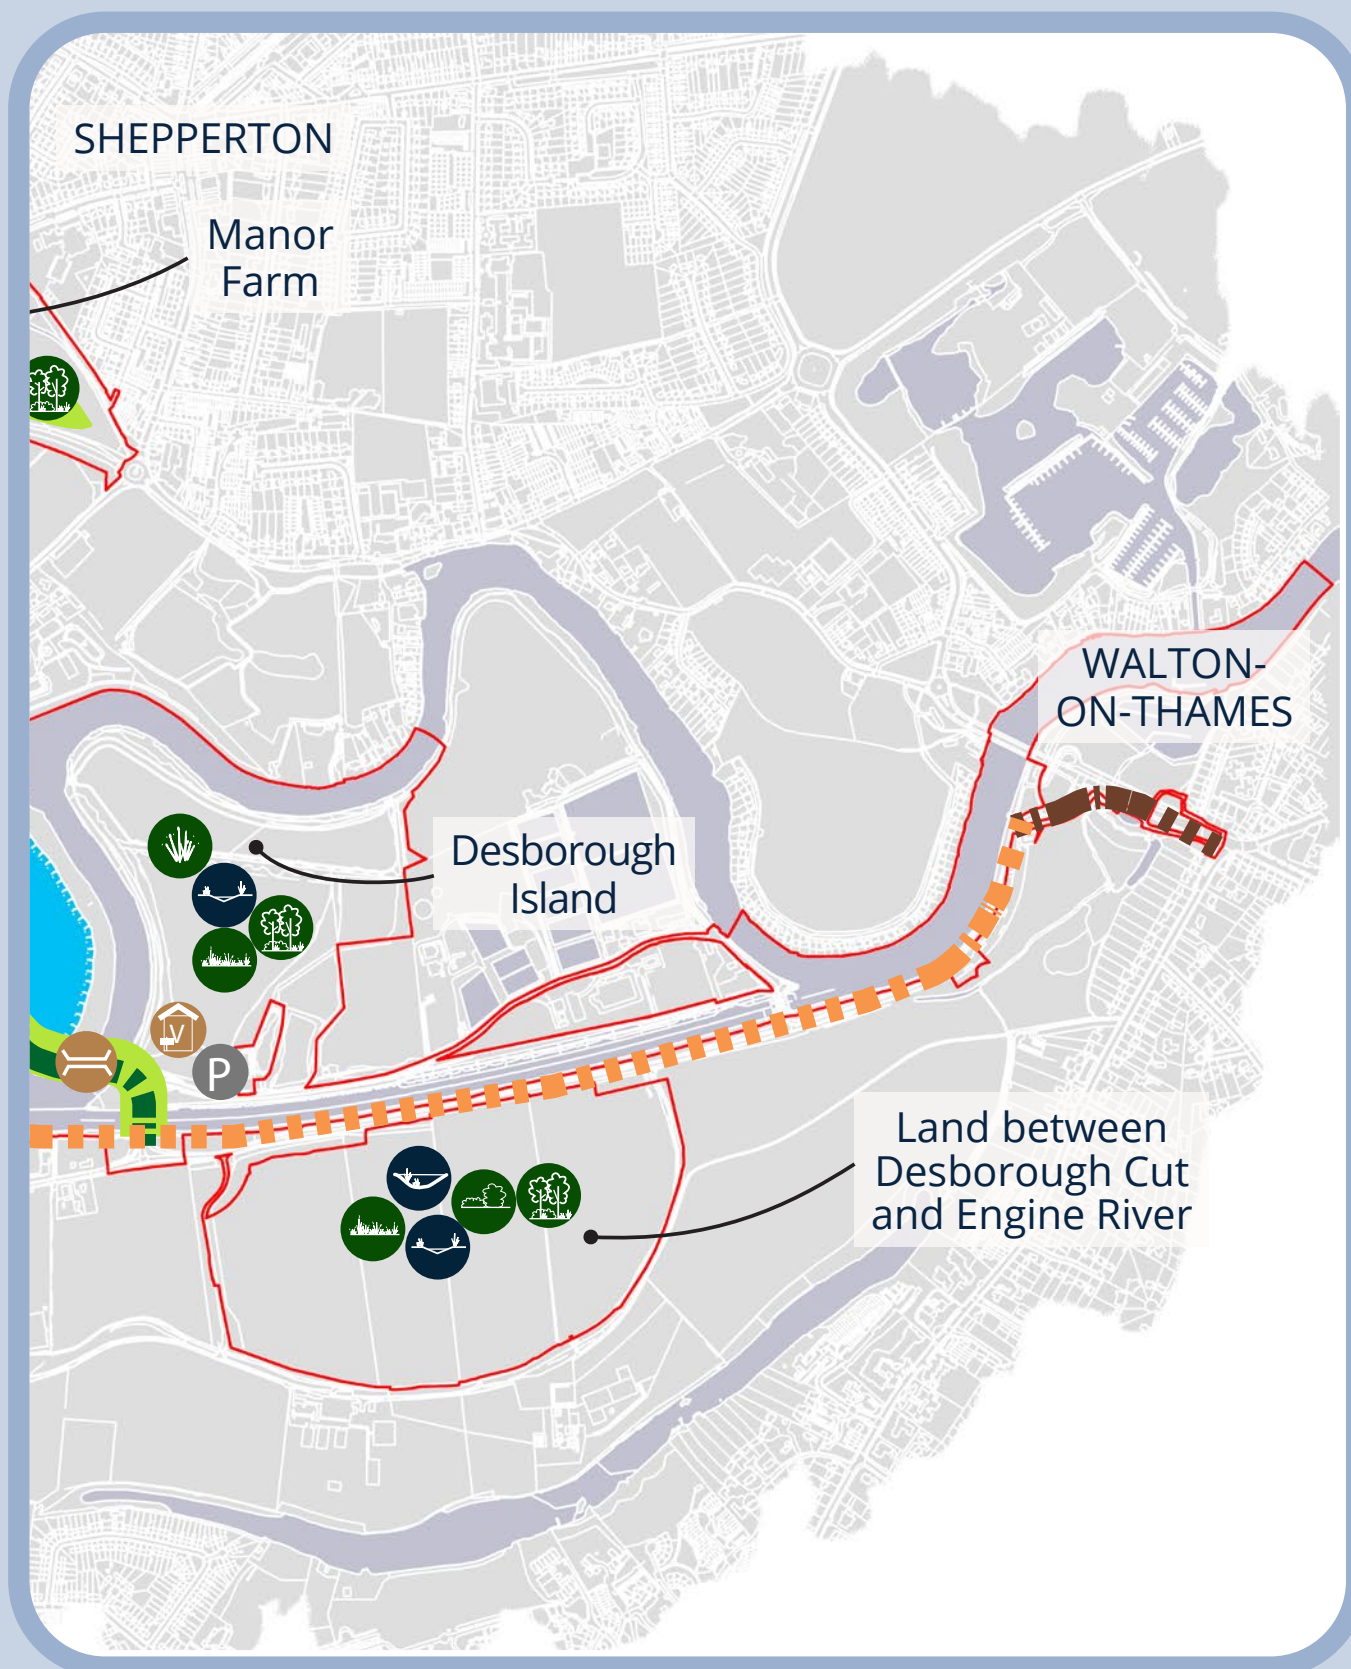 SHEPPERTON
Manor
Farm
WALTON-
ON-THAMES
Desborough
Island
V
P
Land between
Desborough Cut
and Engine River